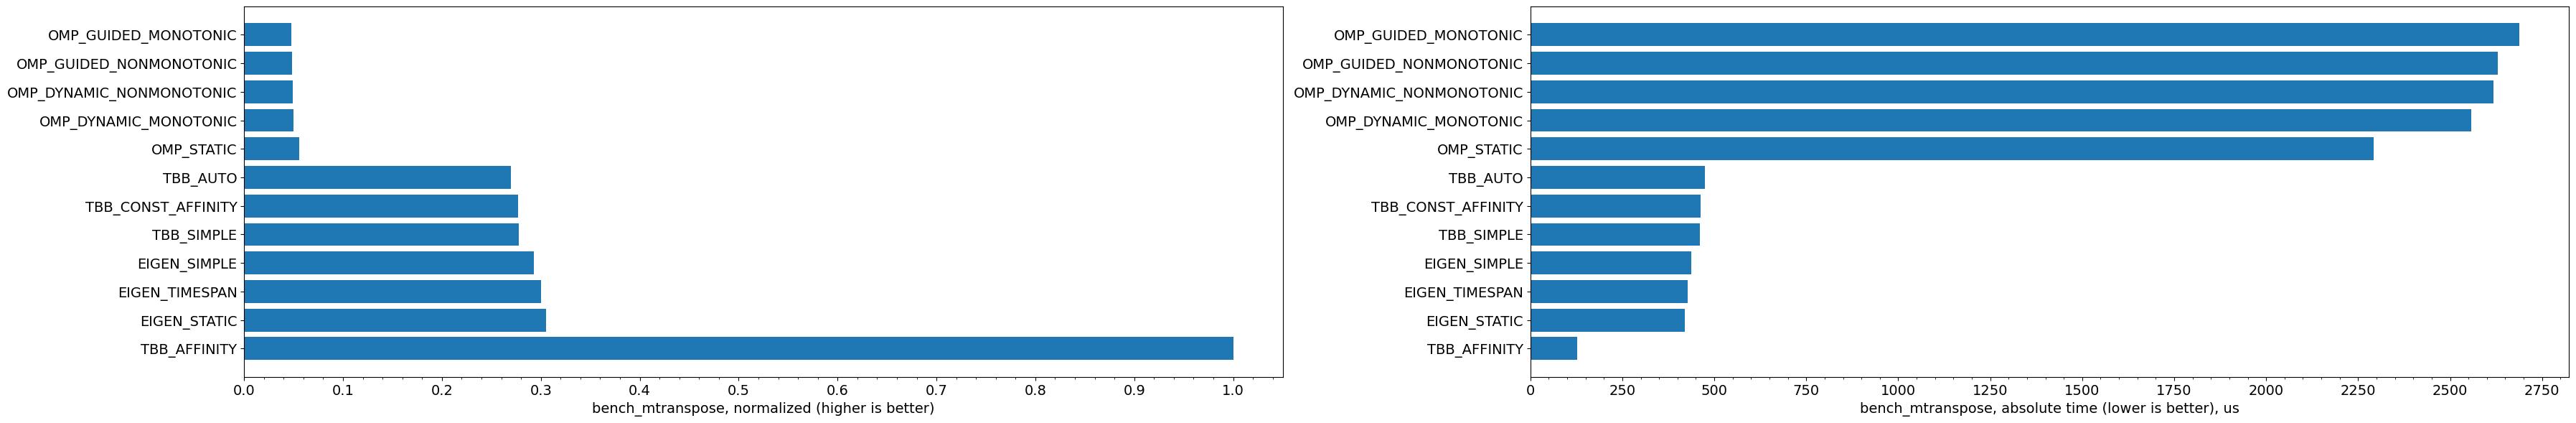 OMP_GUIDED_MONOTONIC
OMP_GUIDED_NONMONOTONIC
OMP_DYNAMIC_NONMONOTONIC
OMP_DYNAMIC_MONOTONIC
OMP_STATIC
TBB_AUTO
TBB_CONST_AFFINITY
TBB_SIMPLE
EIGEN_SIMPLE
EIGEN_TIMESPAN
EIGEN_STATIC
TBB_AFFINITY
0.0 0.1 0.2 0.3 0.4 0.5 0.6 0.7 0.8 0.9 1.0
bench_mtranspose, normalized (higher is better)
OMP_GUIDED_MONOTONIC
OMP_GUIDED_NONMONOTONIC
OMP_DYNAMIC_NONMONOTONIC
OMP_DYNAMIC_MONOTONIC
OMP_STATIC
TBB_AUTO
TBB_CONST_AFFINITY
TBB_SIMPLE
EIGEN_SIMPLE
EIGEN_TIMESPAN
EIGEN_STATIC
TBB_AFFINITY
0 250 500 750 1000 1250 1500 1750 2000 2250 2500 2750
bench_mtranspose, absolute time (lower is better), us